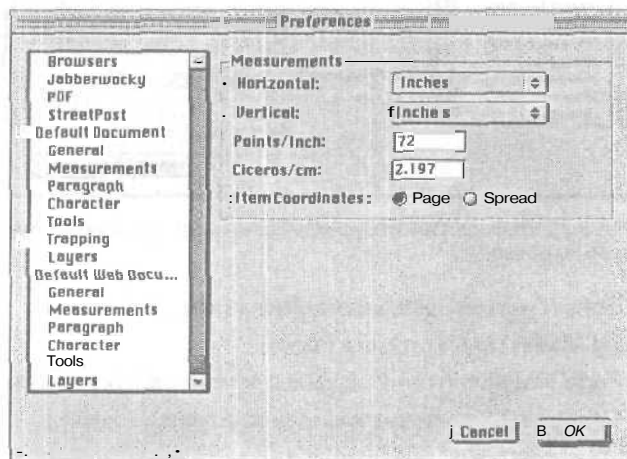 Preferences
Browsers
Jabberwocky
PDF
StreetPost
Default Document
General
Measurements
Paragraph
Character
Tools
Trapping
Layers
Default Web Docu...
General
Measurements
Paragraph
Character
Tools
Layers
Measurements
Horizontal: Inches
Vertical: Inches
Points/Inch: 72
Ciceros/cm: 2.197
Item Coordinates: Page Spread
Cancel OK